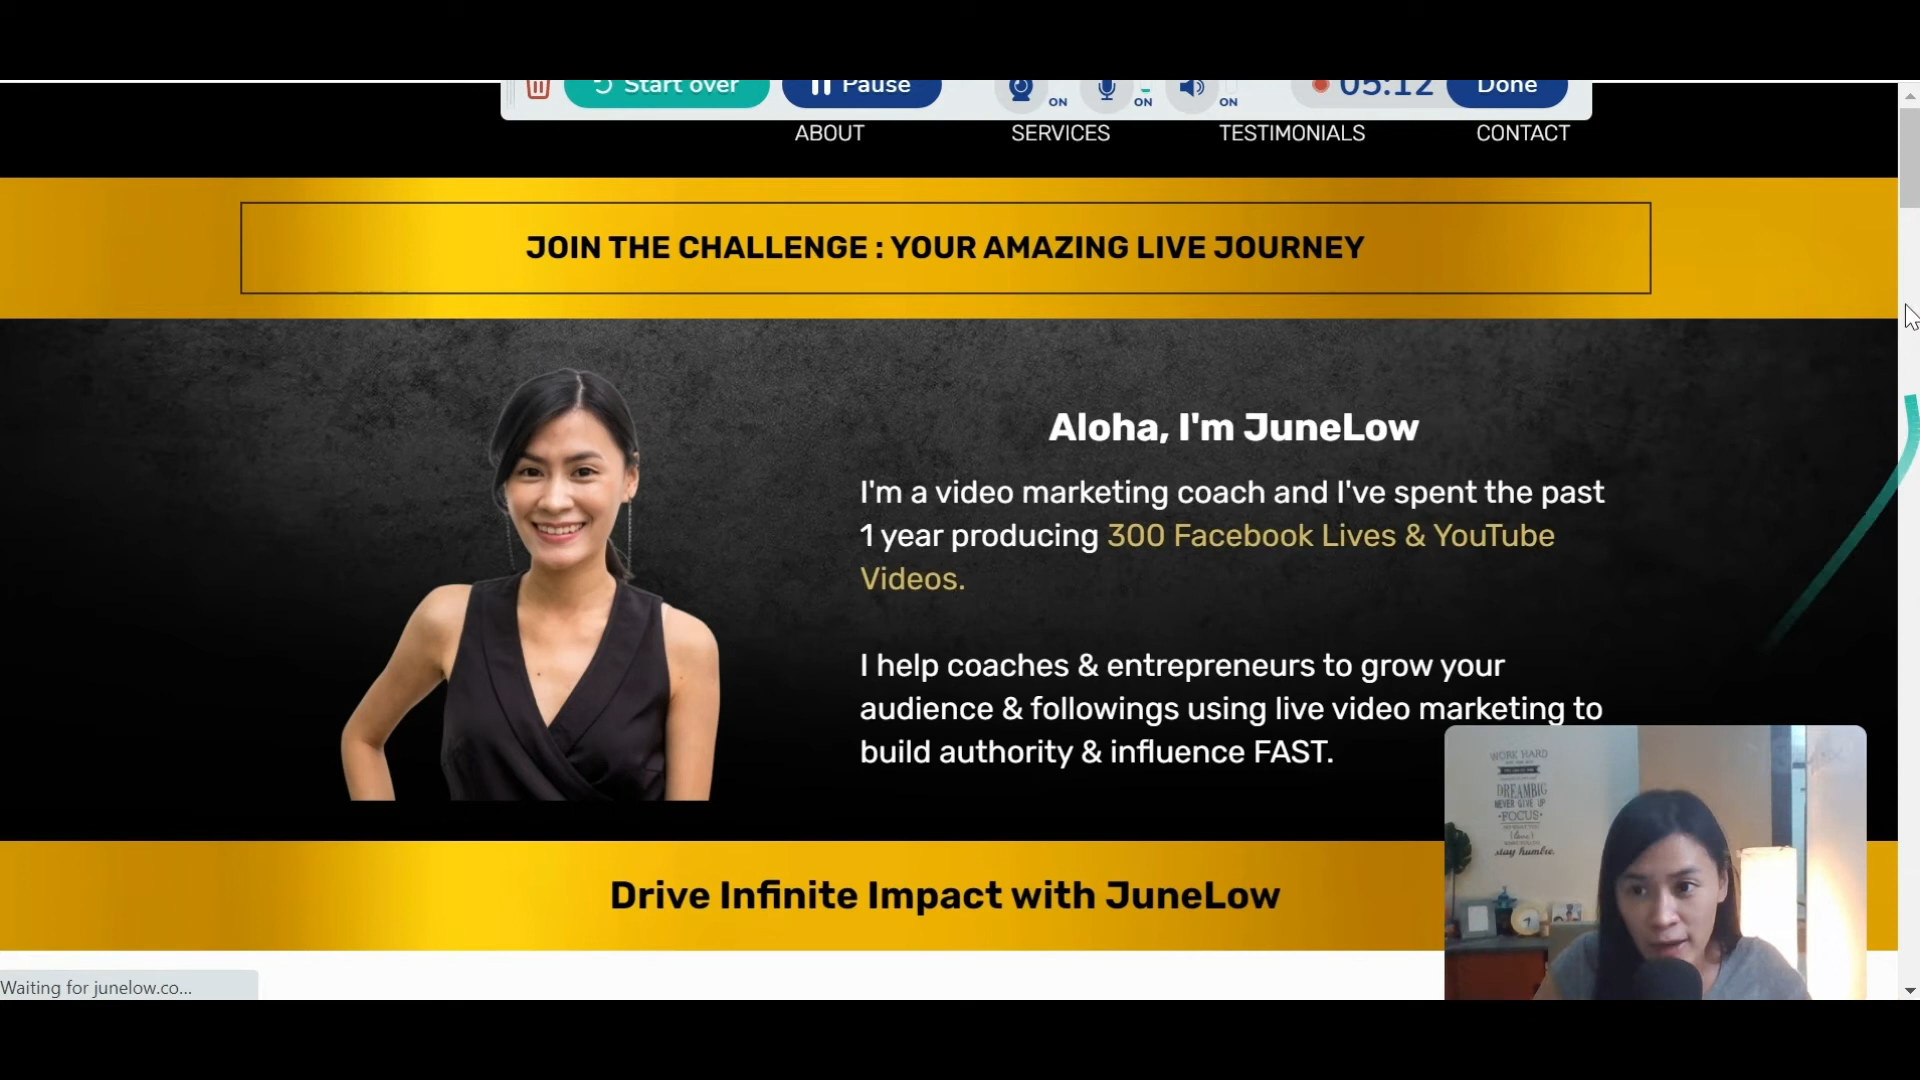 Start over
Pause
ON
ON
ON
05:12
Done
ABOUT
SERVICES
TESTIMONIALS
CONTACT
JOIN THE CHALLENGE : YOUR AMAZING LIVE JOURNEY
Aloha, I'm JuneLow
I'm a video marketing coach and I've spent the past
1 year producing 300 Facebook Lives & YouTube
Videos.
I help coaches & entrepreneurs to grow your
audience & followings using live video marketing to
build authority & influence FAST.
WORK HARD
DREAM BIG
NEVER GIVE UP
•FOCUS•
stay humble.
Drive Infinite Impact with JuneLow
Waiting for junelow.co...